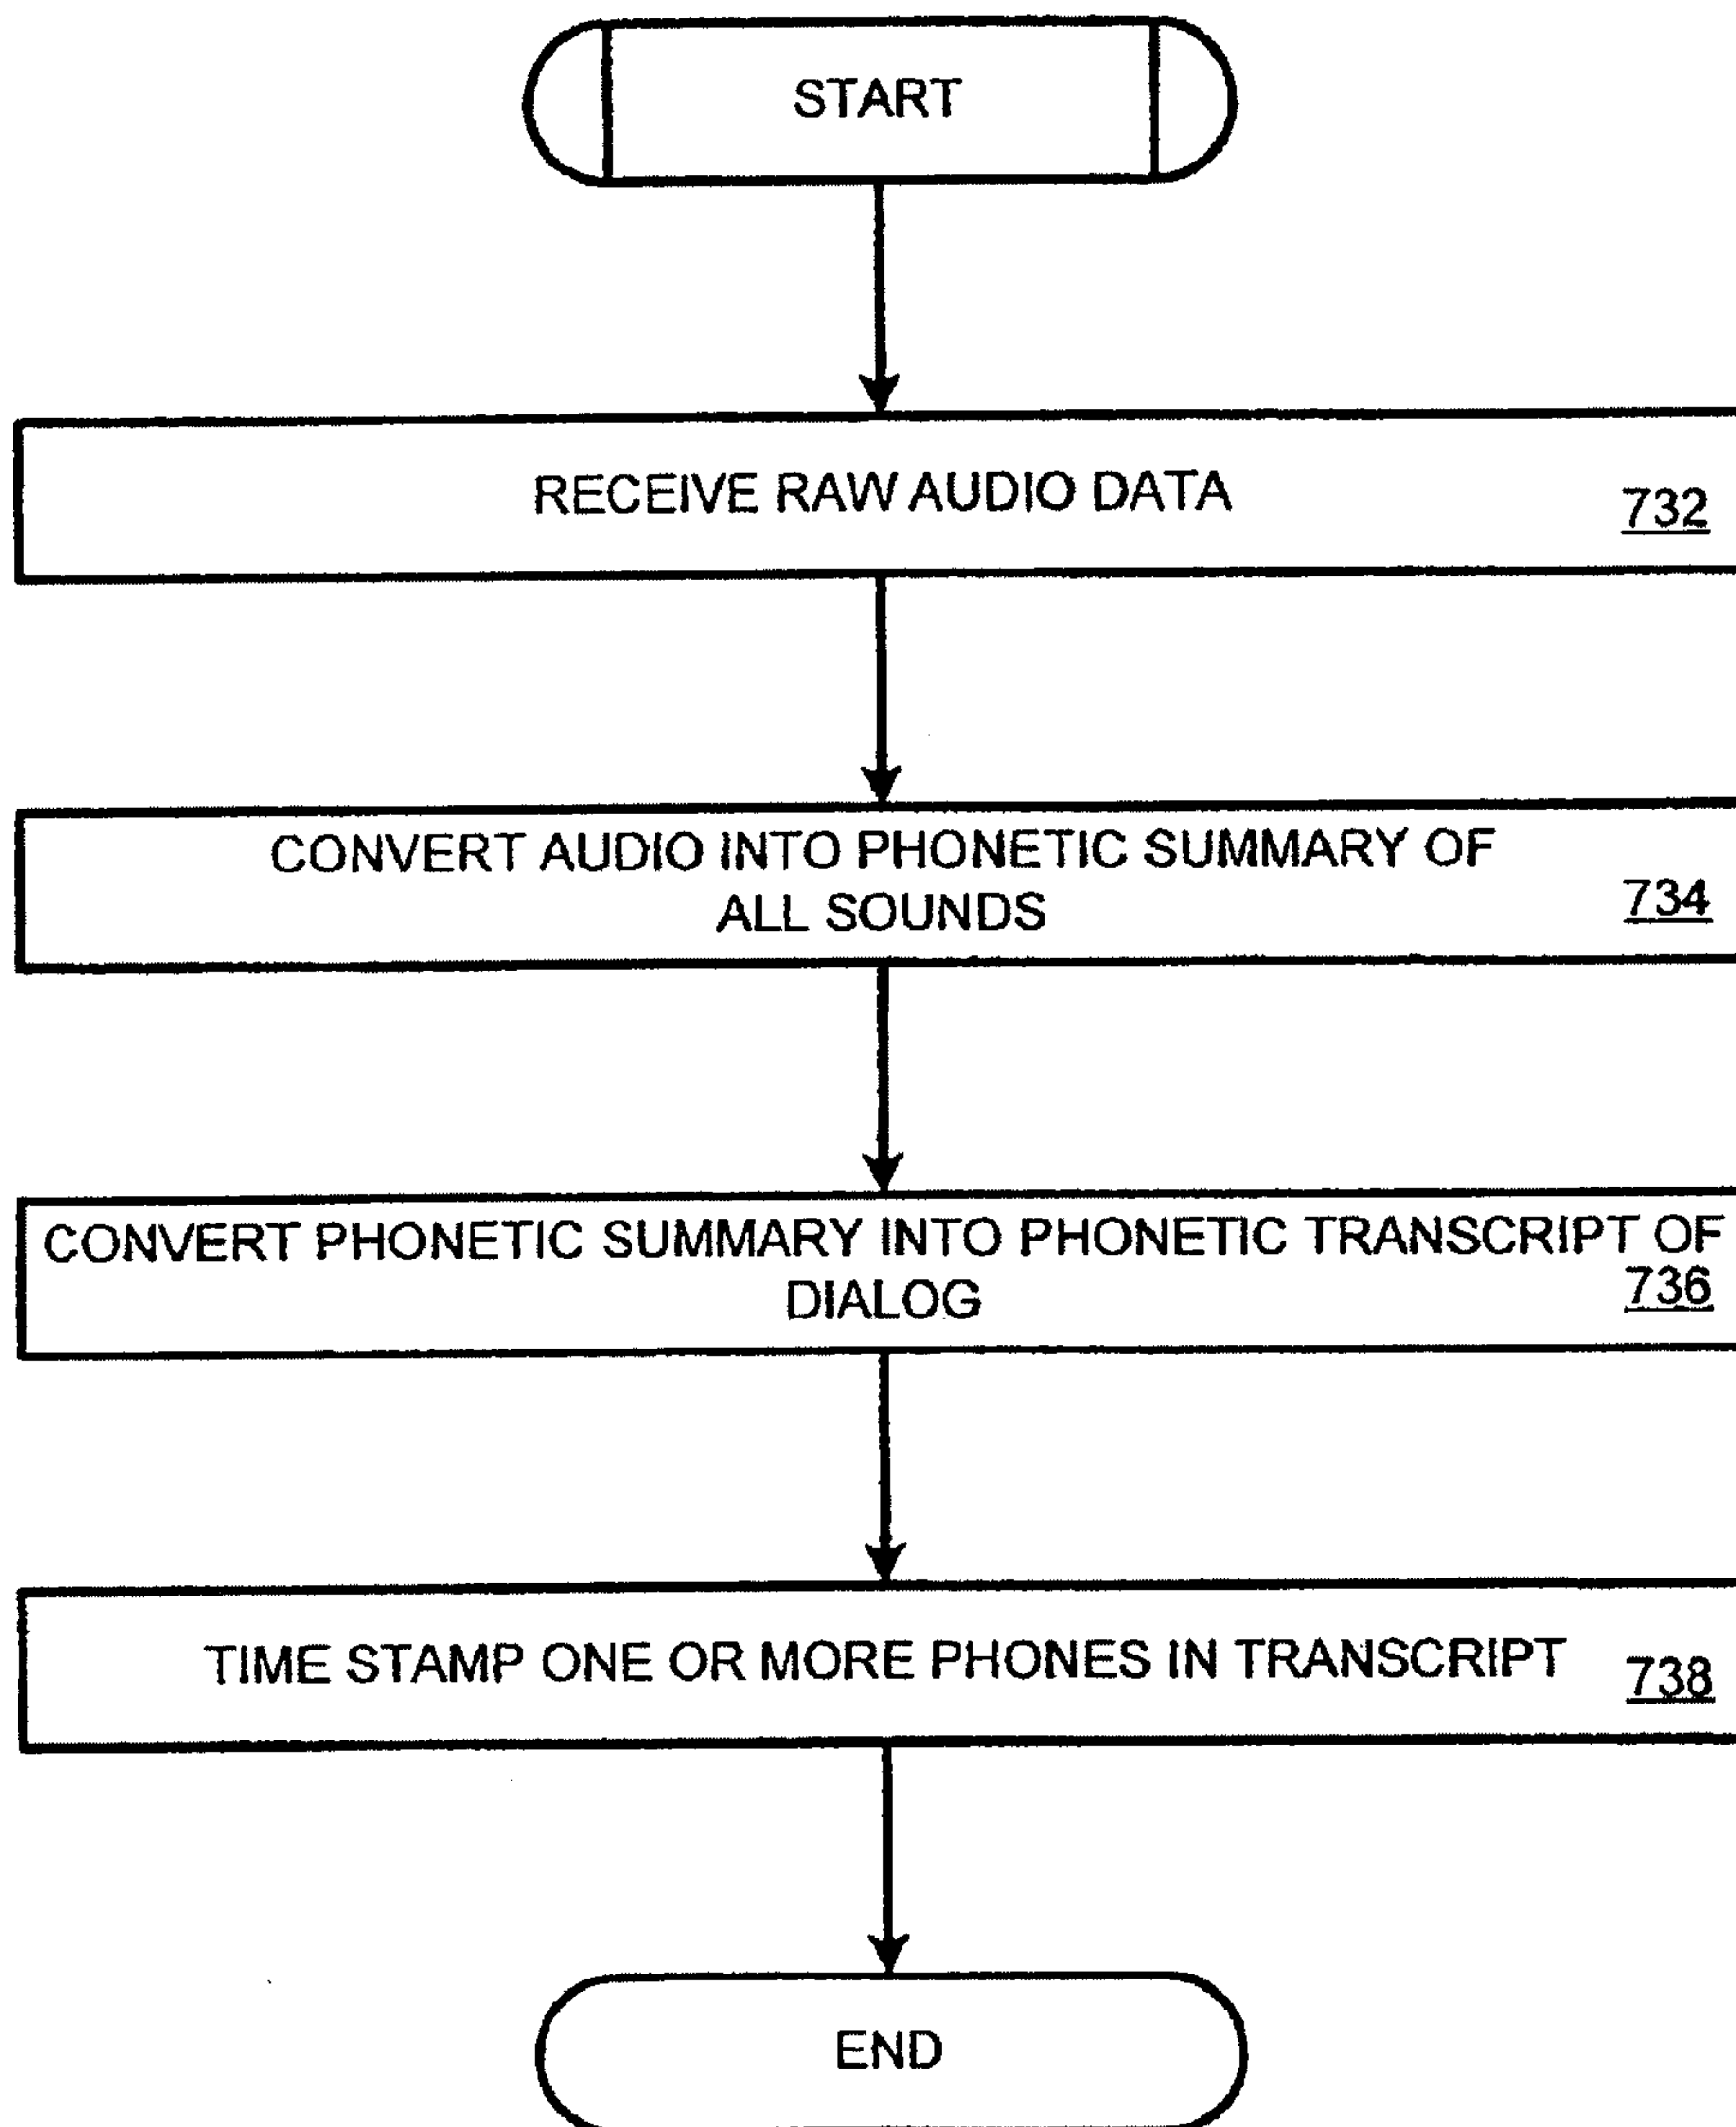 START
RECEIVE RAW AUDIO DATA
732
CONVERT AUDIO INTO PHONETIC SUMMARY OF
ALL SOUNDS
734
CONVERT PHONETIC SUMMARY INTO PHONETIC TRANSCRIPT OF
DIALOG
736
TIME STAMP ONE OR MORE PHONES IN TRANSCRIPT
738
END